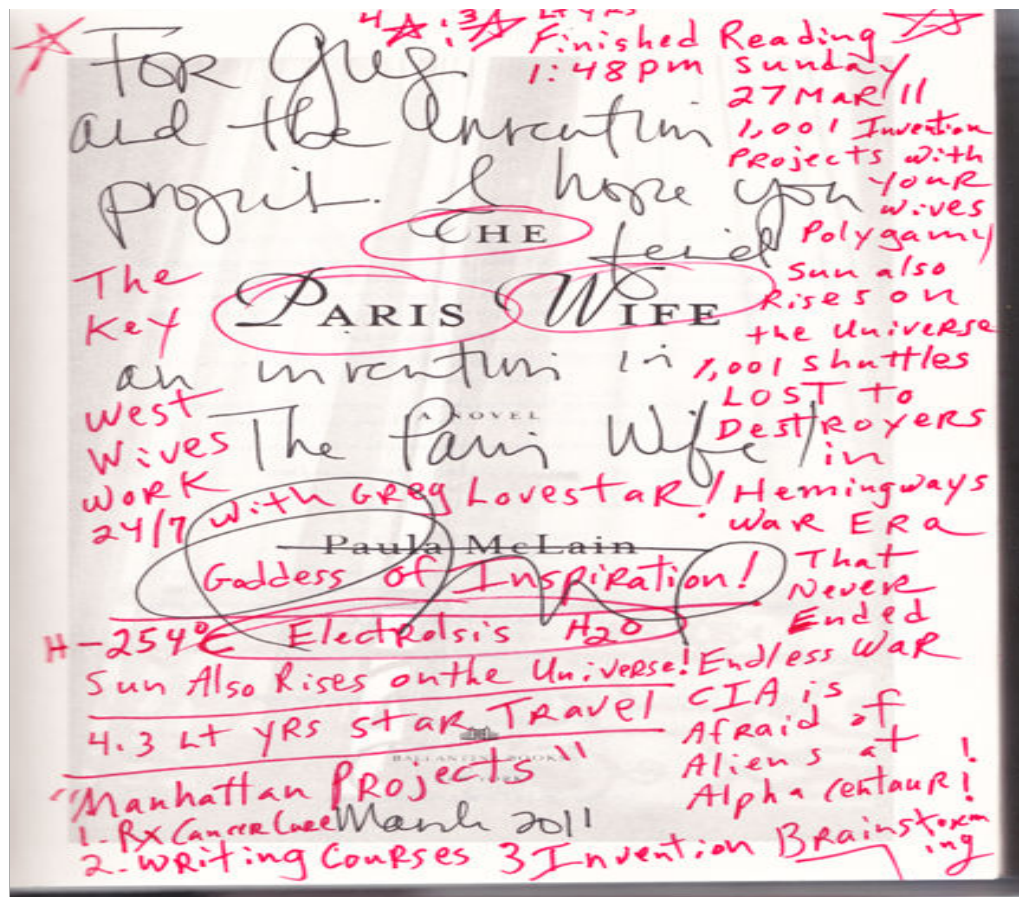 4 ☆ . 3 ☆ Lt yrs
Finished Reading
1:48pm Sunday
27 MAR 11
1,001 Invention
Projects with
your
wives
Polygamy
Sun also
Rises on
the Universe
1,001 Shuttles
LOST to
Destroyers
in
Hemingways
War Era
That
Never
Ended
Endless War
CIA is
Afraid of
Aliens at
Alpha Centauri!
For Greg
and the invention
project. I hope you
find
an invention in
The Paris Wife!
March 2011
THE
PARIS WIFE
A NOVEL
Paula McLain
BALLANTINE BOOKS
The
Key
West
Wives
Work
24/7 with Greg Lovestar!
Goddess of Inspiration!
H -254°C Electrolsis H2O
Sun Also Rises on the Universe!
4.3 Lt yrs Star Travel
"Manhattan Projects"
1. Rx Cancer Cure
2. Writing Courses 3 Invention Brainstorming